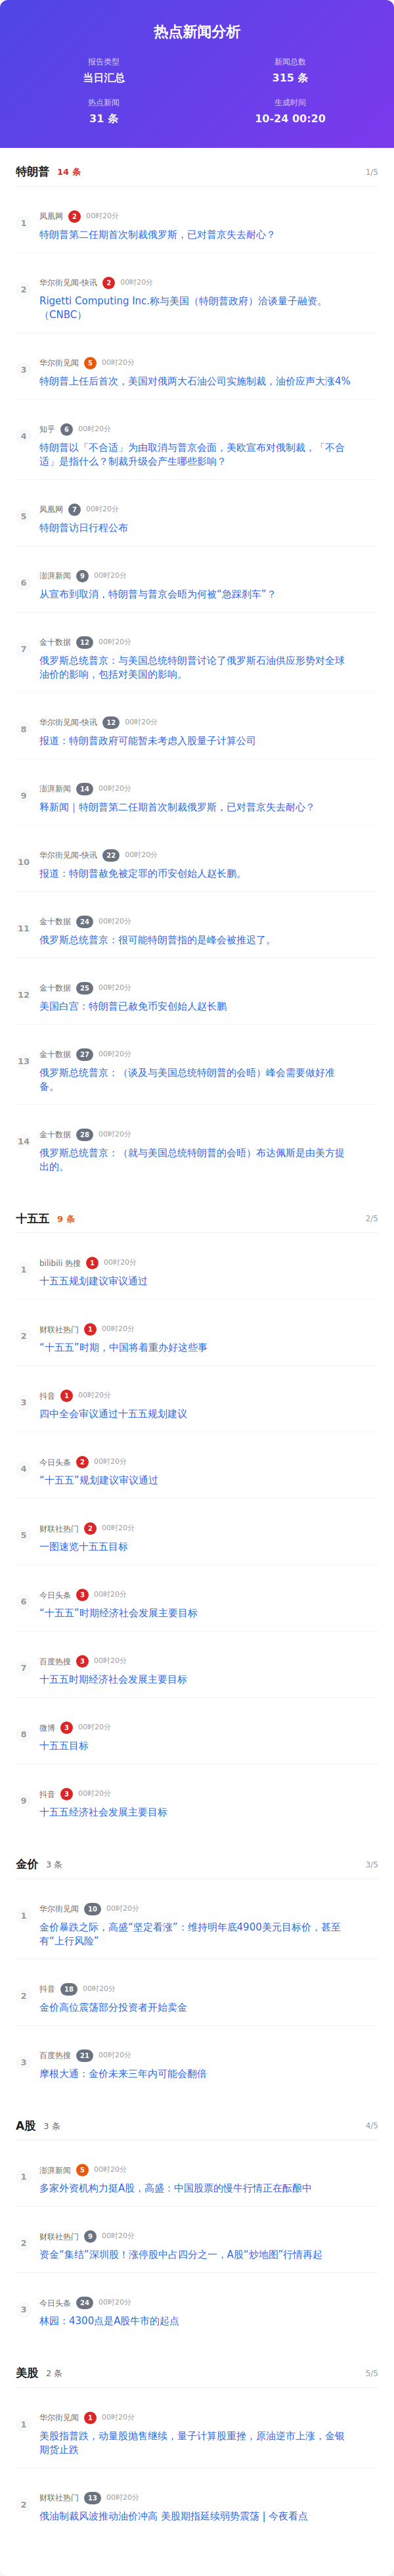 热点新闻分析
报告类型
当日汇总
新闻总数
315 条
热点新闻
31 条
生成时间
10-24 00:20
特朗普 14 条 1/5
1
凤凰网 2 00时20分
特朗普第二任期首次制裁俄罗斯，已对普京失去耐心？
2
华尔街见闻-快讯 2 00时20分
Rigetti Computing Inc.称与美国（特朗普政府）洽谈量子融资。
（CNBC）
3
华尔街见闻 5 00时20分
特朗普上任后首次，美国对俄两大石油公司实施制裁，油价应声大涨4%
4
知乎 6 00时20分
特朗普以「不合适」为由取消与普京会面，美欧宣布对俄制裁，「不合
适」是指什么？制裁升级会产生哪些影响？
5
凤凰网 7 00时20分
特朗普访日行程公布
6
澎湃新闻 9 00时20分
从宣布到取消，特朗普与普京会晤为何被“急踩刹车”？
7
金十数据 12 00时20分
俄罗斯总统普京：与美国总统特朗普讨论了俄罗斯石油供应形势对全球
油价的影响，包括对美国的影响。
8
华尔街见闻-快讯 12 00时20分
报道：特朗普政府可能暂未考虑入股量子计算公司
9
澎湃新闻 14 00时20分
释新闻｜特朗普第二任期首次制裁俄罗斯，已对普京失去耐心？
10
华尔街见闻-快讯 22 00时20分
报道：特朗普赦免被定罪的币安创始人赵长鹏。
11
金十数据 24 00时20分
俄罗斯总统普京：很可能特朗普指的是峰会被推迟了。
12
金十数据 25 00时20分
美国白宫：特朗普已赦免币安创始人赵长鹏
13
金十数据 27 00时20分
俄罗斯总统普京：（谈及与美国总统特朗普的会晤）峰会需要做好准
备。
14
金十数据 28 00时20分
俄罗斯总统普京：（就与美国总统特朗普的会晤）布达佩斯是由美方提
出的。
十五五 9 条 2/5
1
bilibili 热搜 1 00时20分
十五五规划建议审议通过
2
财联社热门 1 00时20分
“十五五”时期，中国将着重办好这些事
3
抖音 1 00时20分
四中全会审议通过十五五规划建议
4
今日头条 2 00时20分
“十五五”规划建议审议通过
5
财联社热门 2 00时20分
一图速览十五五目标
6
今日头条 3 00时20分
“十五五”时期经济社会发展主要目标
7
百度热搜 3 00时20分
十五五时期经济社会发展主要目标
8
微博 3 00时20分
十五五目标
9
抖音 3 00时20分
十五五经济社会发展主要目标
金价 3 条 3/5
1
华尔街见闻 10 00时20分
金价暴跌之际，高盛“坚定看涨”：维持明年底4900美元目标价，甚至
有“上行风险”
2
抖音 18 00时20分
金价高位震荡部分投资者开始卖金
3
百度热搜 21 00时20分
摩根大通：金价未来三年内可能会翻倍
A股 3 条 4/5
1
澎湃新闻 5 00时20分
多家外资机构力挺A股，高盛：中国股票的慢牛行情正在酝酿中
2
财联社热门 9 00时20分
资金“集结”深圳股！涨停股中占四分之一，A股“炒地图”行情再起
3
今日头条 24 00时20分
林园：4300点是A股牛市的起点
美股 2 条 5/5
1
华尔街见闻 1 00时20分
美股指普跌，动量股抛售继续，量子计算股重挫，原油逆市上涨，金银
期货止跌
2
财联社热门 13 00时20分
俄油制裁风波推动油价冲高 美股期指延续弱势震荡 | 今夜看点